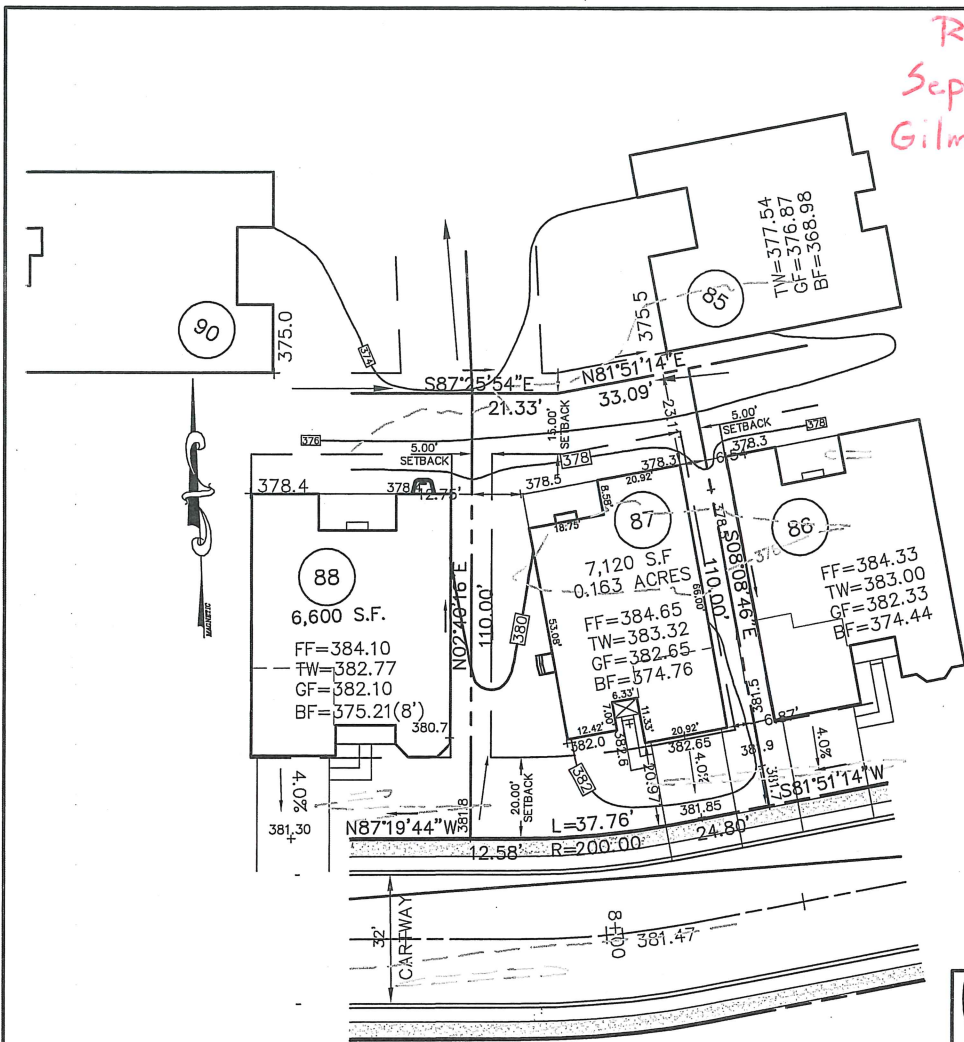 R
Sep
Gilm
TW=377.54
GF=376.87
BF=368.98
85
90
375.0
375.5
374
S87°25'54"E
21.33'
N81°51'14"E
33.09'
23.11
15.00'
SETBACK
5.00'
SETBACK
376
5.00'
SETBACK
378
378
378.3
6.54
378.4
378.5
378.3
20.92'
12.75'
8.58'
18.75'
87
7,120 S.F
0.163 ACRES
FF=384.65
TW=383.32
GF=382.65
BF=374.76
86
FF=384.33
TW=383.00
GF=382.33
BF=374.44
88
6,600 S.F.
FF=384.10
TW=382.77
GF=382.10
BF=375.21(8')
MAGNETIC
N02°40'16"E
110.00'
380
53.08'
66.00'
110.00'
S08°08'46"E
380.7
6.33'
7.00'
11.33'
12.42'
20.92'
382.0
382.6
382.65
381.5
6.87'
382
20.97
4.0%
4.0%
4.0%
381.30
381.8
20.00'
SETBACK
381.85
S81°51'14"W
N87°19'44"W
12.58'
L=37.76'
R=200.00'
24.80'
32'
CARTWAY
8+00
381.47